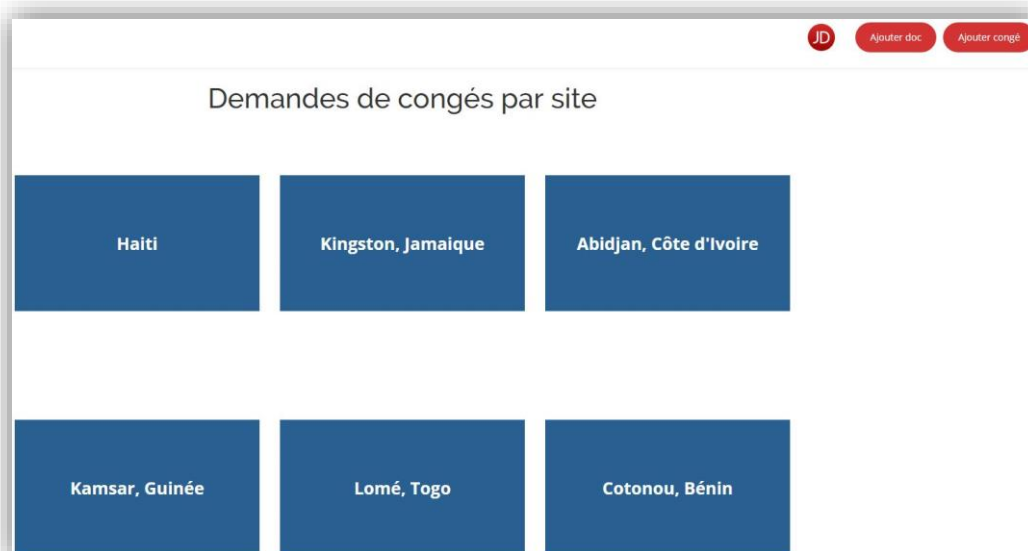 JD Ajouter doc Ajouter congé
Demandes de congés par site
Haiti Kingston, Jamaique Abidjan, Côte d'Ivoire
Kamsar, Guinée Lomé, Togo Cotonou, Bénin